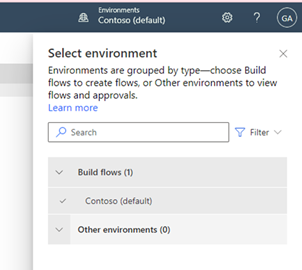 Environments
Contoso (default)
?
GA
Select environment
Environments are grouped by type—choose Build
flows to create flows, or Other environments to view
flows and approvals.
Learn more
Search
Filter
Build flows (1)
Contoso (default)
Other environments (0)